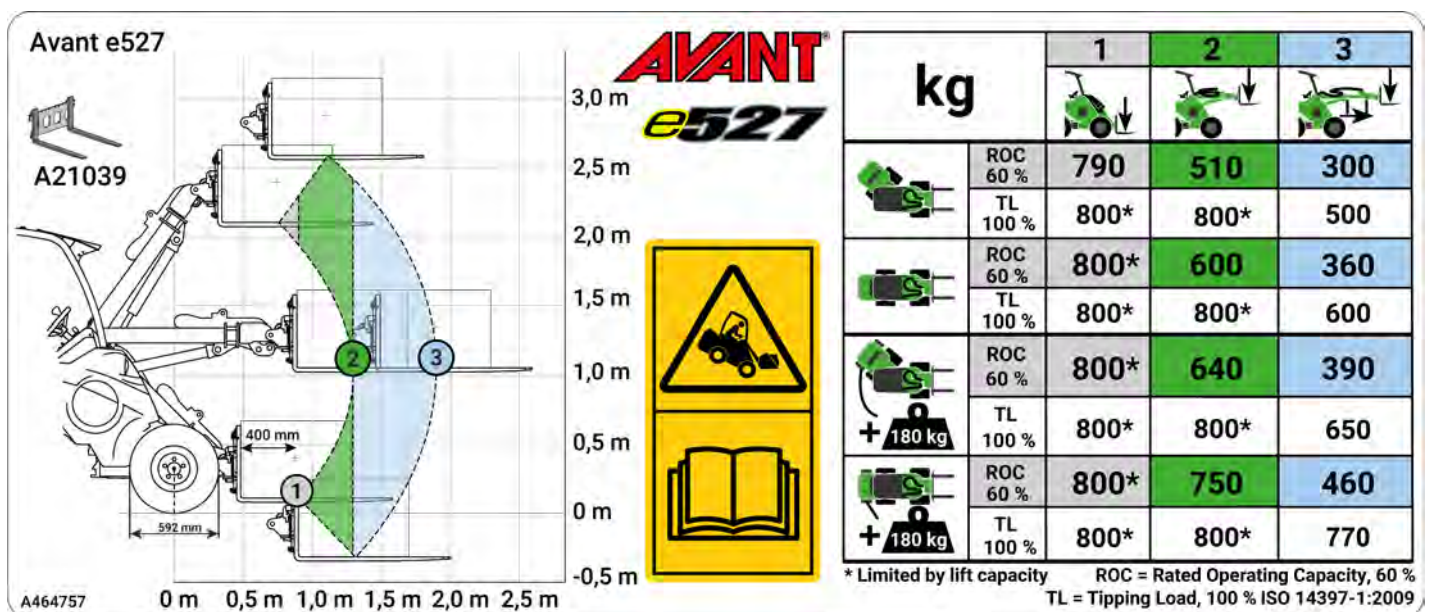 Avant e527
A21039
3,0 m
2,5 m
2,0 m
1,5 m
1,0 m
0,5 m
0 m
-0,5 m
2
3
400 mm
1
592 mm
A464757
0 m 0,5 m 1,0 m 1,5 m 2,0 m 2,5 m
AVANT®
e527
kg 1 2 3
ROC 60 % 790 510 300
TL 100 % 800* 800* 500
ROC 60 % 800* 600 360
TL 100 % 800* 800* 600
ROC 60 % 800* 640 390
+ 180 kg TL 100 % 800* 800* 650
ROC 60 % 800* 750 460
+ 180 kg TL 100 % 800* 800* 770
* Limited by lift capacity ROC = Rated Operating Capacity, 60 %
TL = Tipping Load, 100 % ISO 14397-1:2009